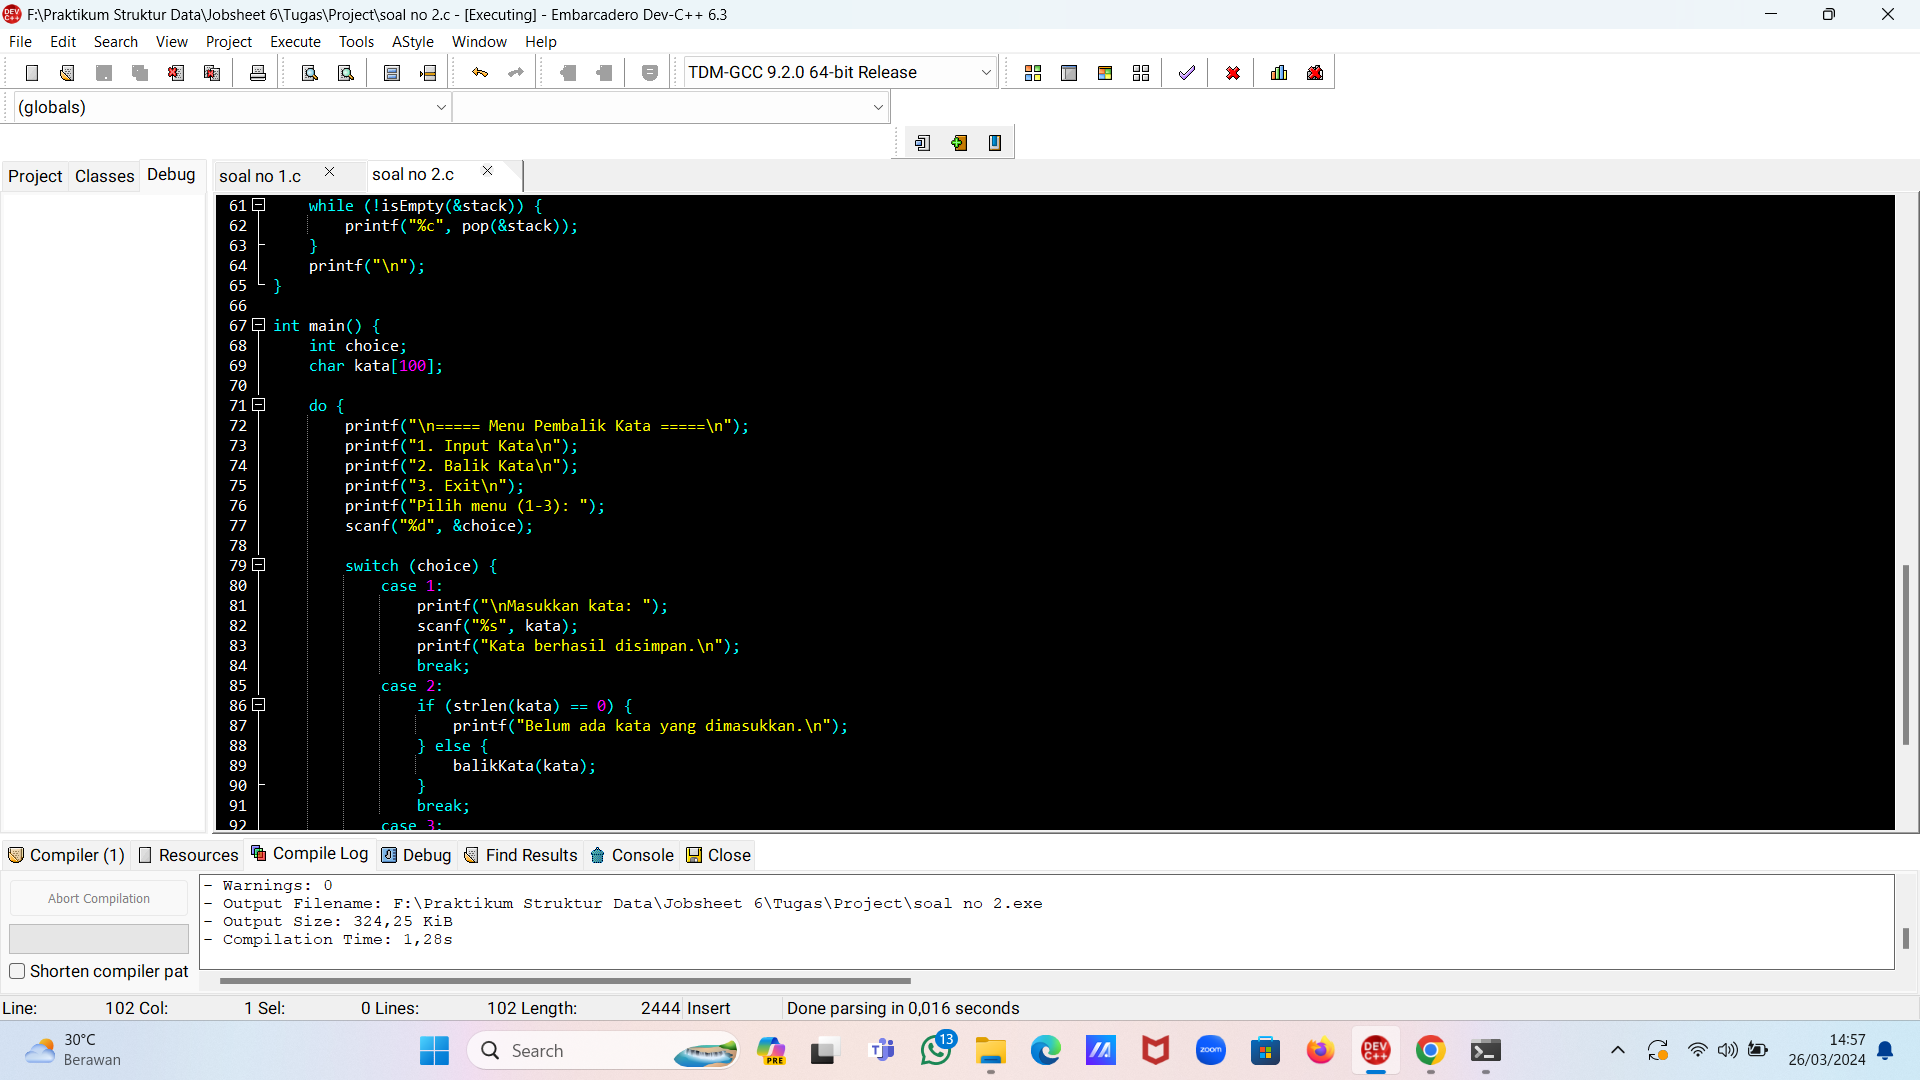 F:\Praktikum Struktur Data\Jobsheet 6\Tugas\Project\soal no 2.c - [Executing] - Embarcadero Dev-C++ 6.3
File Edit Search View Project Execute Tools AStyle Window Help
TDM-GCC 9.2.0 64-bit Release
(globals)
Project Classes Debug soal no 1.c soal no 2.c
61 while (!isEmpty(&stack)) {
62 printf("%c", pop(&stack));
63 }
64 printf("\n");
65 }
66
67 int main() {
68 int choice;
69 char kata[100];
70
71 do {
72 printf("\n===== Menu Pembalik Kata =====\n");
73 printf("1. Input Kata\n");
74 printf("2. Balik Kata\n");
75 printf("3. Exit\n");
76 printf("Pilih menu (1-3): ");
77 scanf("%d", &choice);
78
79 switch (choice) {
80 case 1:
81 printf("\nMasukkan kata: ");
82 scanf("%s", kata);
83 printf("Kata berhasil disimpan.\n");
84 break;
85 case 2:
86 if (strlen(kata) == 0) {
87 printf("Belum ada kata yang dimasukkan.\n");
88 } else {
89 balikKata(kata);
90 }
91 break;
92 case 3:
Compiler (1) Resources Compile Log Debug Find Results Console Close
Abort Compilation
Shorten compiler pat
- Warnings: 0
- Output Filename: F:\Praktikum Struktur Data\Jobsheet 6\Tugas\Project\soal no 2.exe
- Output Size: 324,25 KiB
- Compilation Time: 1,28s
Line: 102 Col: 1 Sel: 0 Lines: 102 Length: 2444 Insert Done parsing in 0,016 seconds
30°C
Berawan
Search
PRE
13
zoom
DEV C++
14:57
26/03/2024